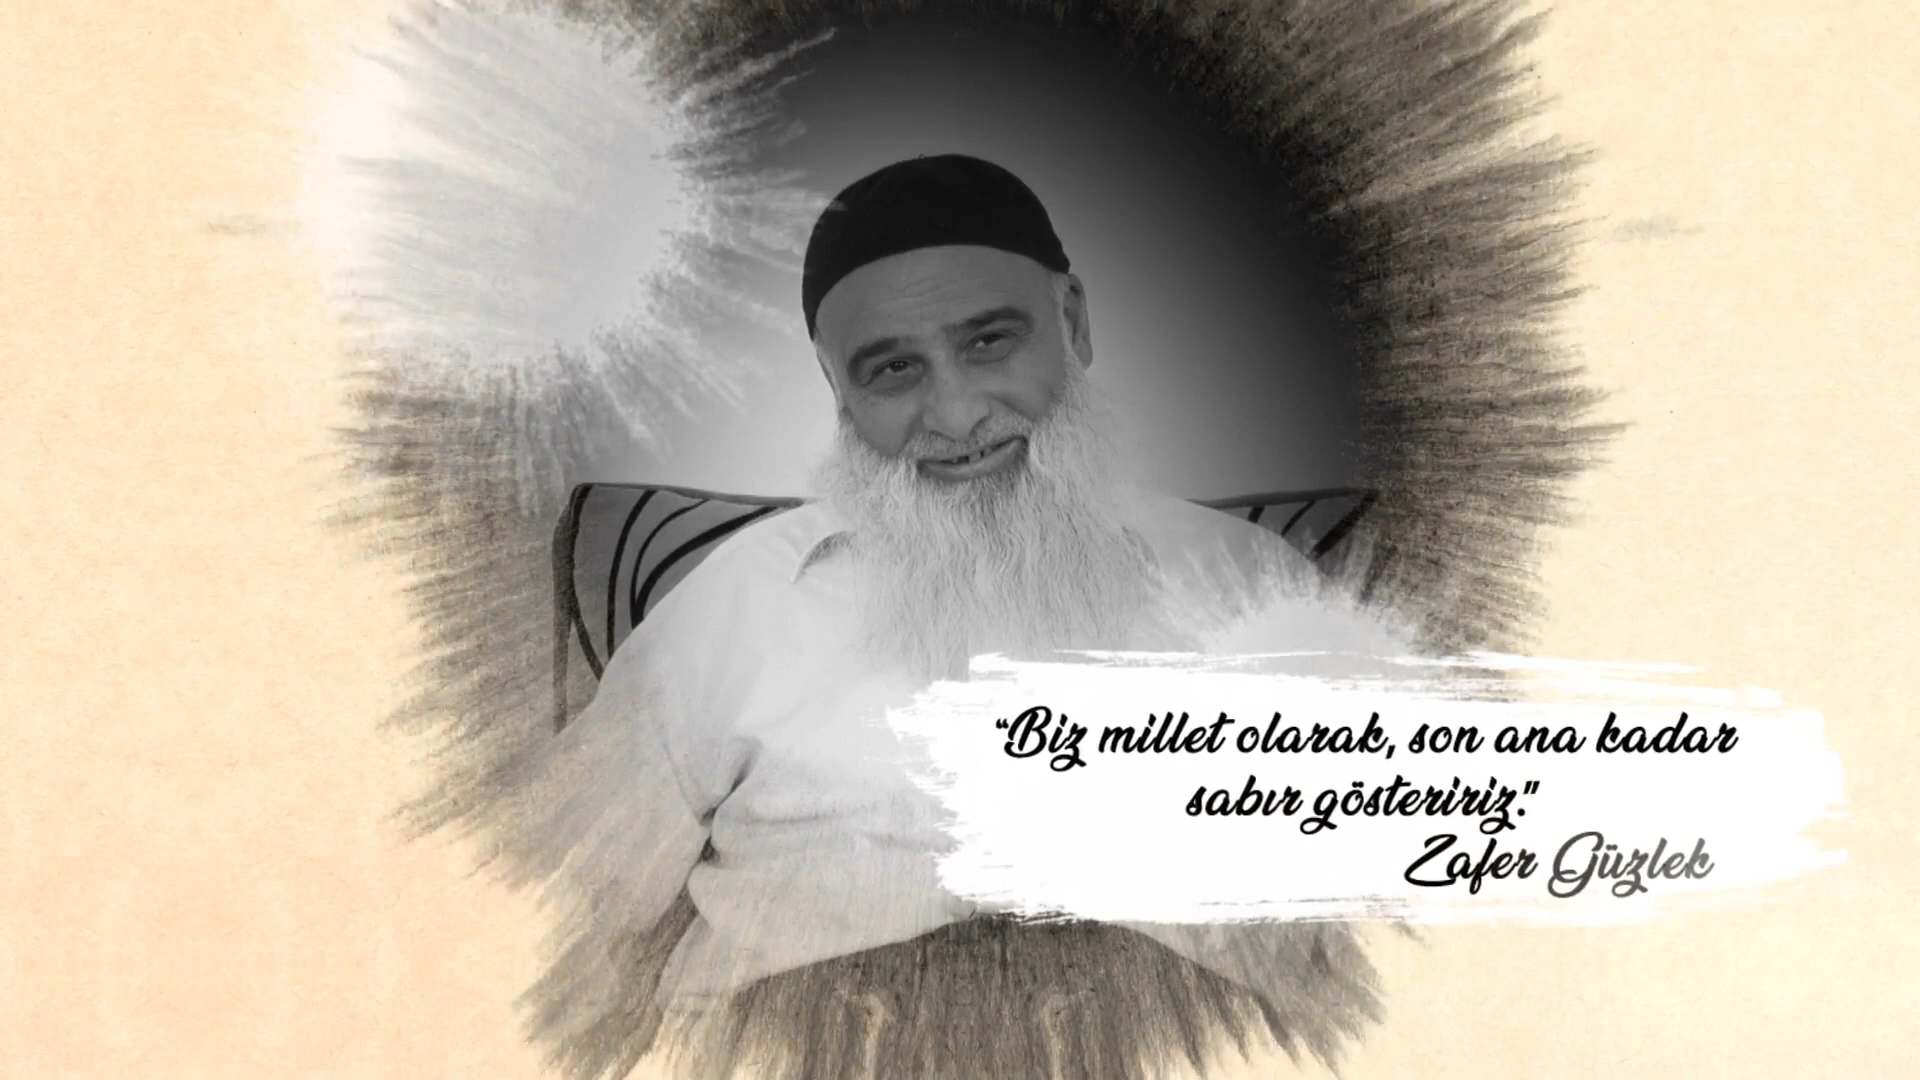 “Biz millet olarak, son ana kadar
sabır gösteririz.”
Zafer Güzlek